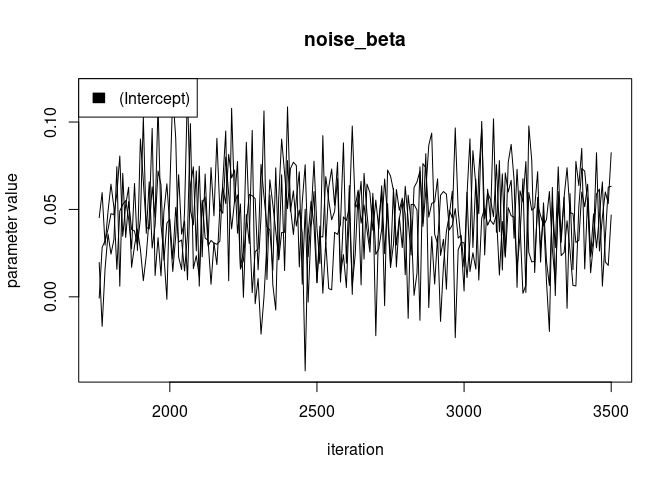 noise_beta
(Intercept)
parameter value
0.10
0.05
0.00
2000
2500
3000
3500
iteration